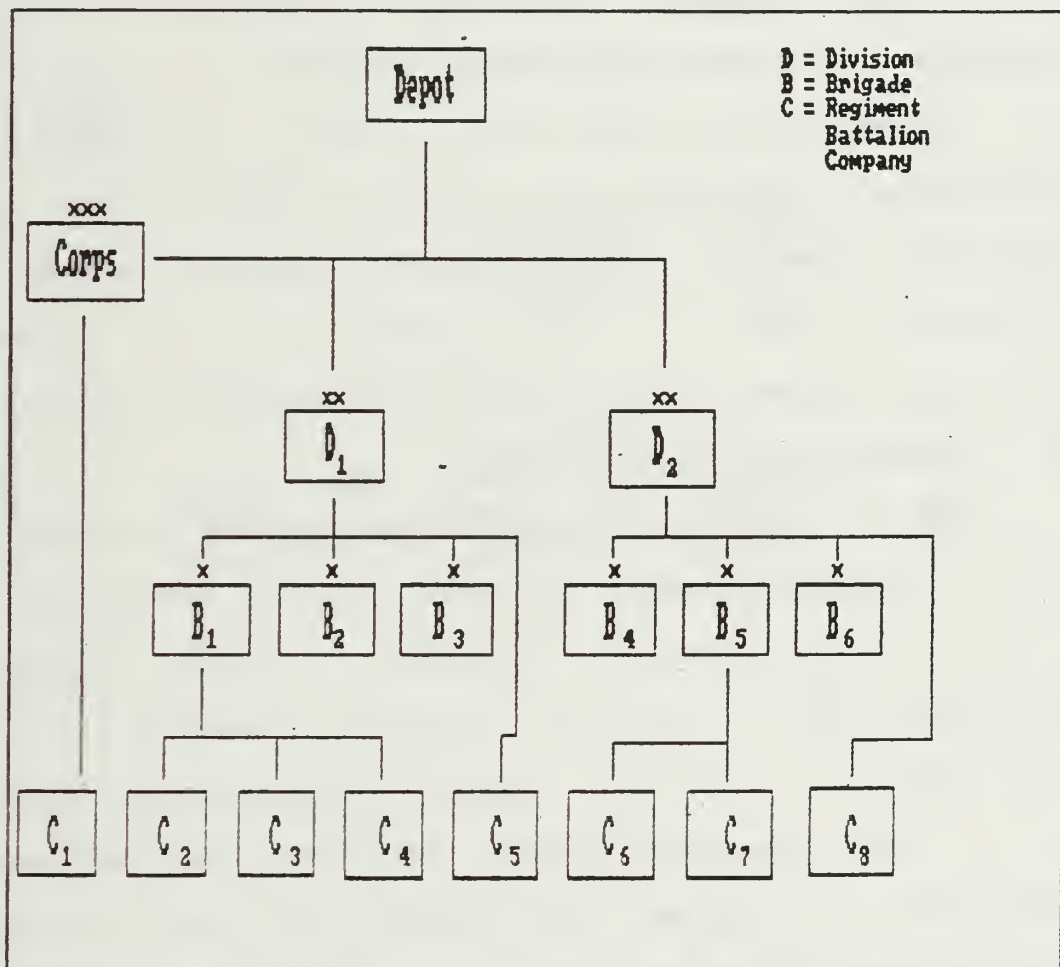 Depot
D = Division
B = Brigade
C = Regiment
Battalion
Company
xxx
Corps
xx xx
D1 D2
x x x x x x
B1 B2 B3 B4 B5 B6
C1 C2 C3 C4 C5 C6 C7 C8